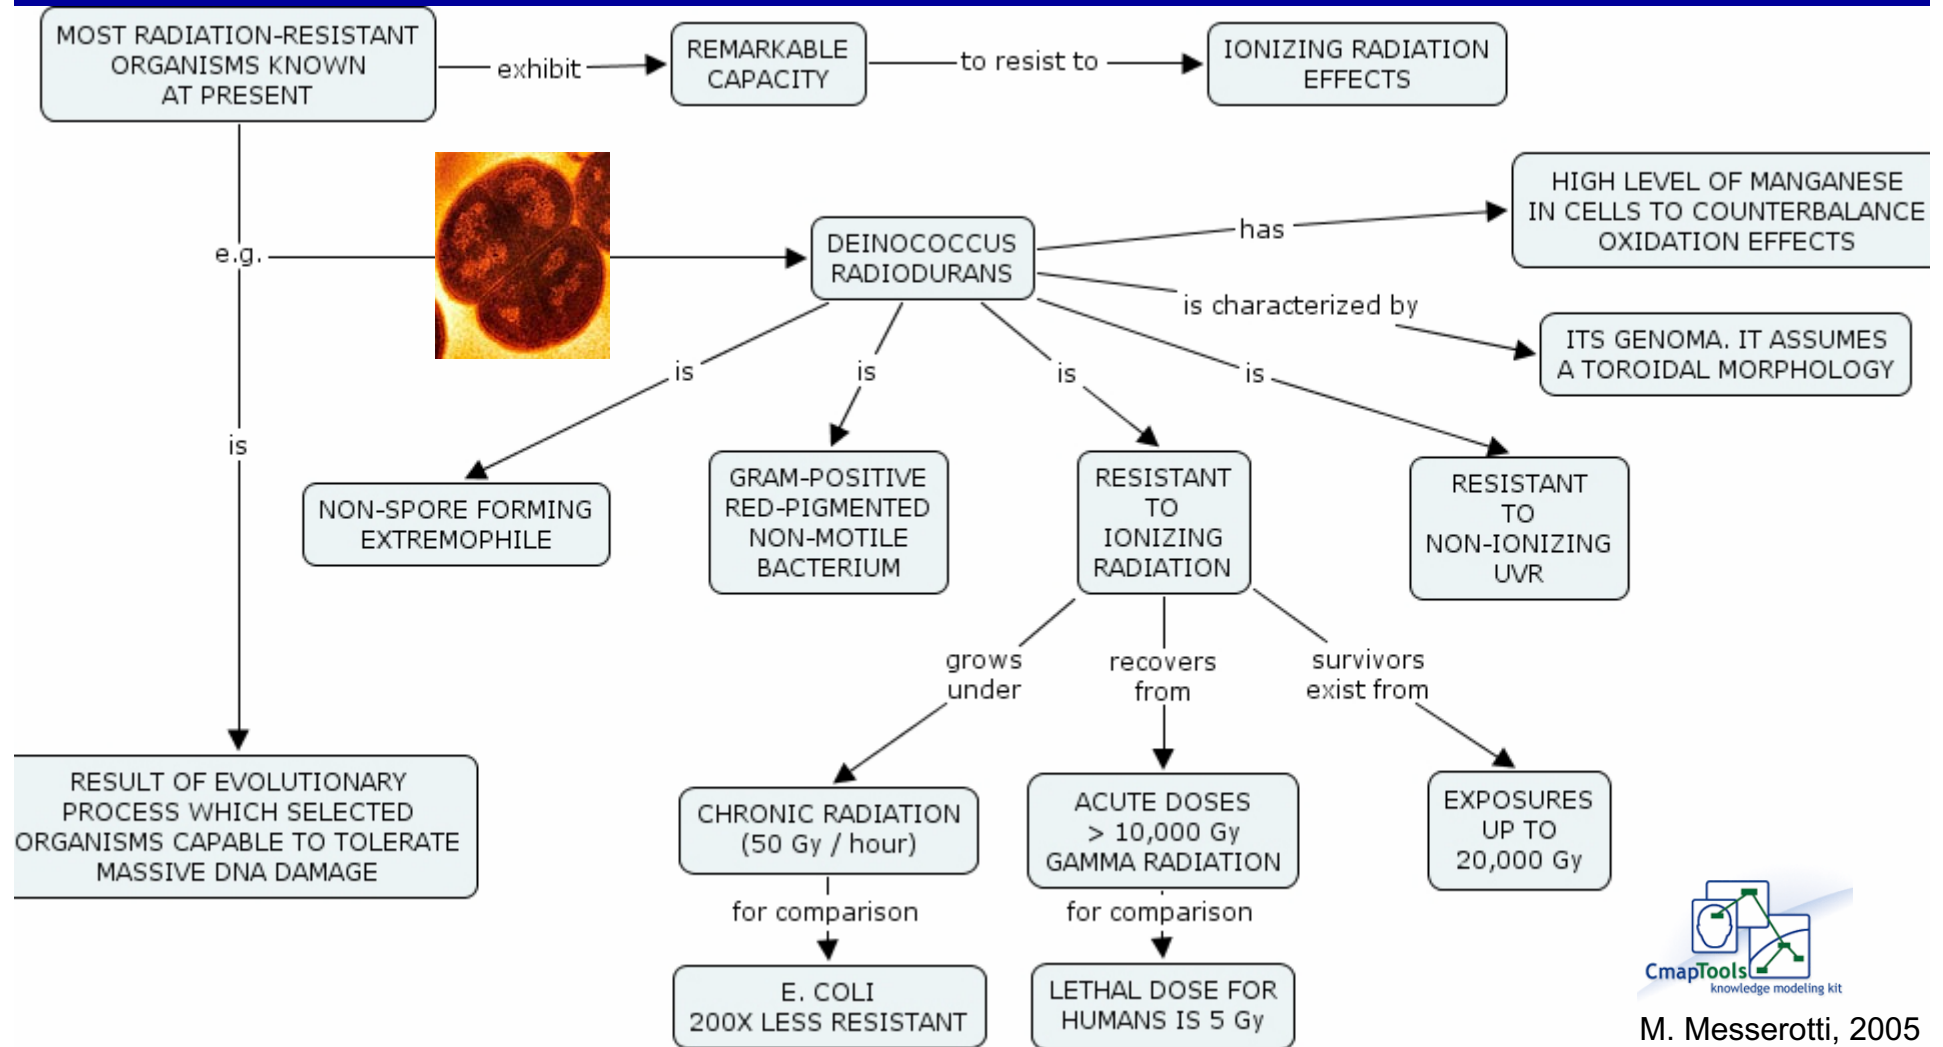 MOST RADIATION-RESISTANT
ORGANISMS KNOWN
AT PRESENT
exhibit
REMARKABLE
CAPACITY
to resist to
IONIZING RADIATION
EFFECTS
e.g.
DEINOCOCCUS
RADIODURANS
has
HIGH LEVEL OF MANGANESE
IN CELLS TO COUNTERBALANCE
OXIDATION EFFECTS
is characterized by
ITS GENOMA. IT ASSUMES
A TOROIDAL MORPHOLOGY
is
is
is
is
is
NON-SPORE FORMING
EXTREMOPHILE
GRAM-POSITIVE
RED-PIGMENTED
NON-MOTILE
BACTERIUM
RESISTANT
TO
IONIZING
RADIATION
RESISTANT
TO
NON-IONIZING
UVR
grows
under
recovers
from
survivors
exist from
RESULT OF EVOLUTIONARY
PROCESS WHICH SELECTED
ORGANISMS CAPABLE TO TOLERATE
MASSIVE DNA DAMAGE
CHRONIC RADIATION
(50 Gy / hour)
ACUTE DOSES
> 10,000 Gy
GAMMA RADIATION
EXPOSURES
UP TO
20,000 Gy
for comparison
for comparison
E. COLI
200X LESS RESISTANT
LETHAL DOSE FOR
HUMANS IS 5 Gy
CmapTools
knowledge modeling kit
M. Messerotti, 2005